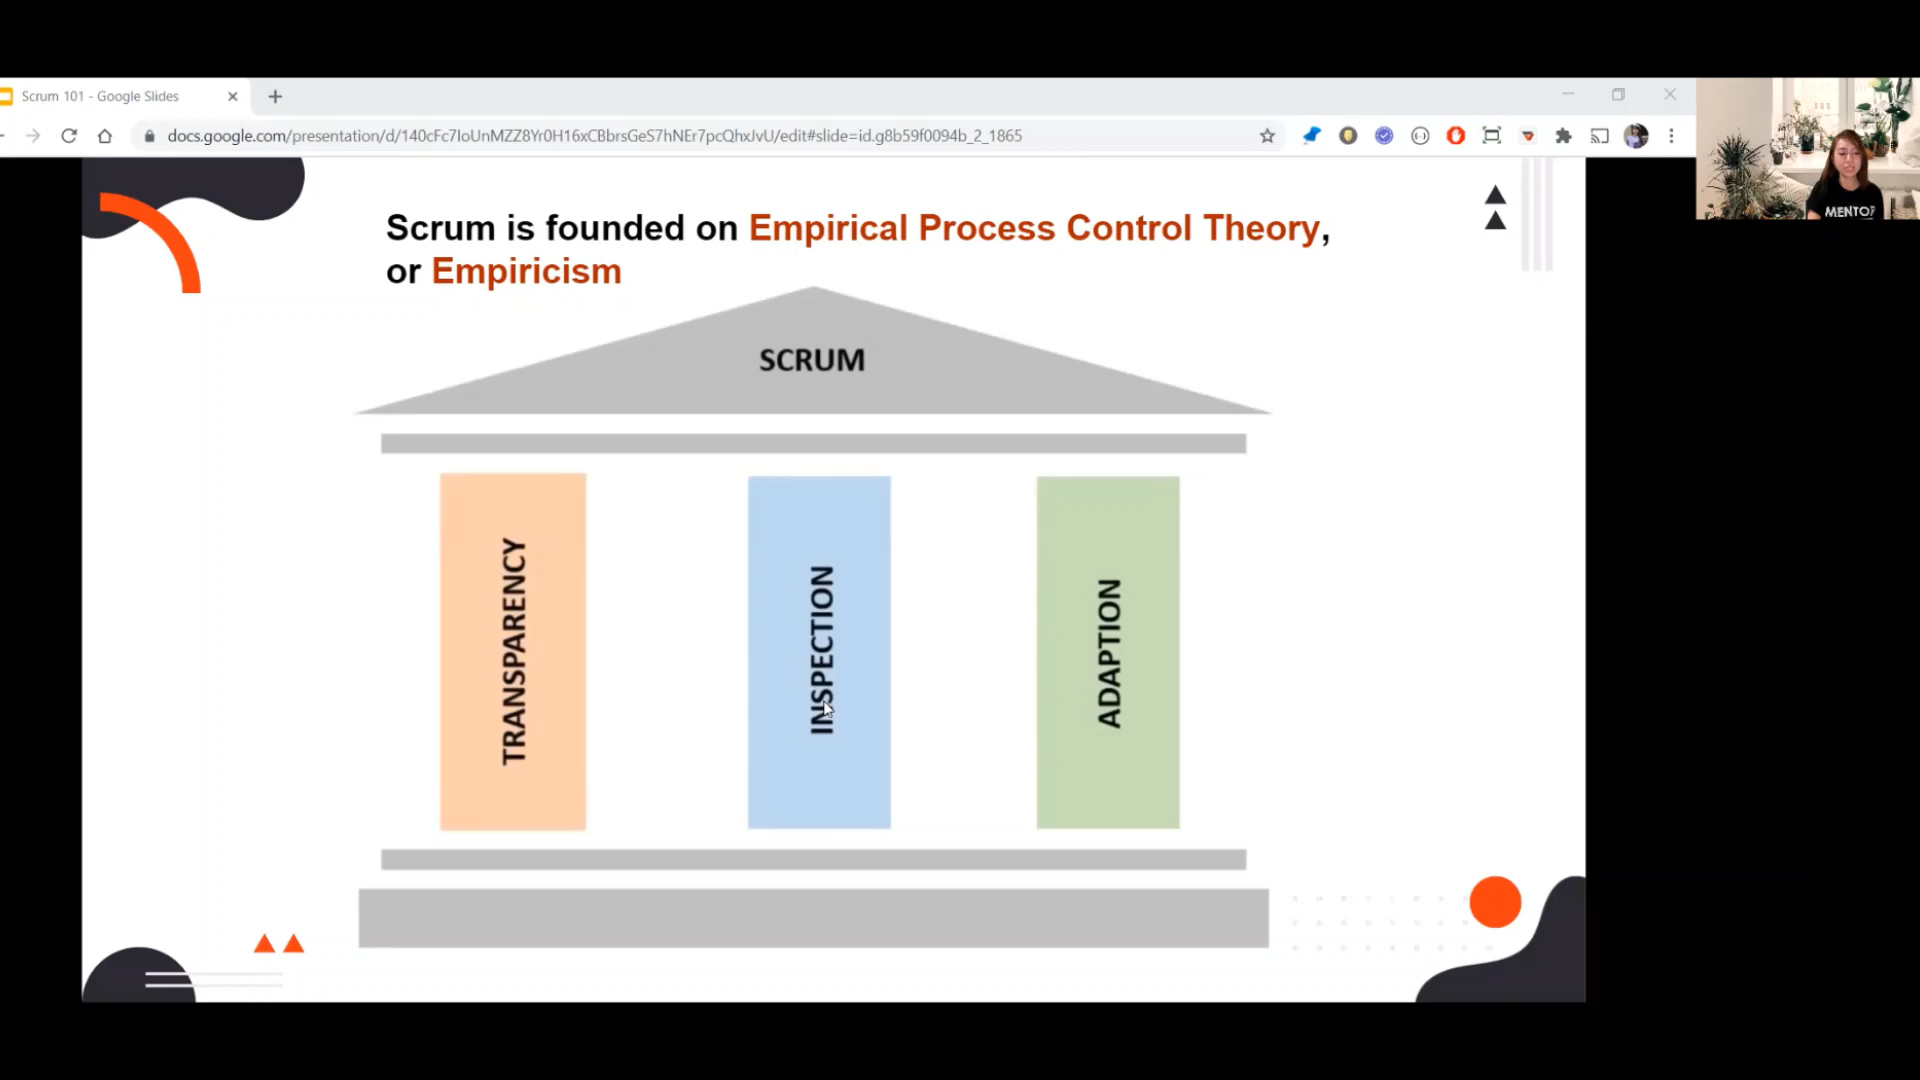 Scrum 101 - Google Slides
docs.google.com/presentation/d/140cFc7IoUnMZZ8Yr0H16xCBbrsGeS7hNEr7pcQhxJvU/edit#slide=id.g8b59f0094b_2_1865
MENTOR
Scrum is founded on Empirical Process Control Theory,
or Empiricism
SCRUM
TRANSPARENCY
INSPECTION
ADAPTION